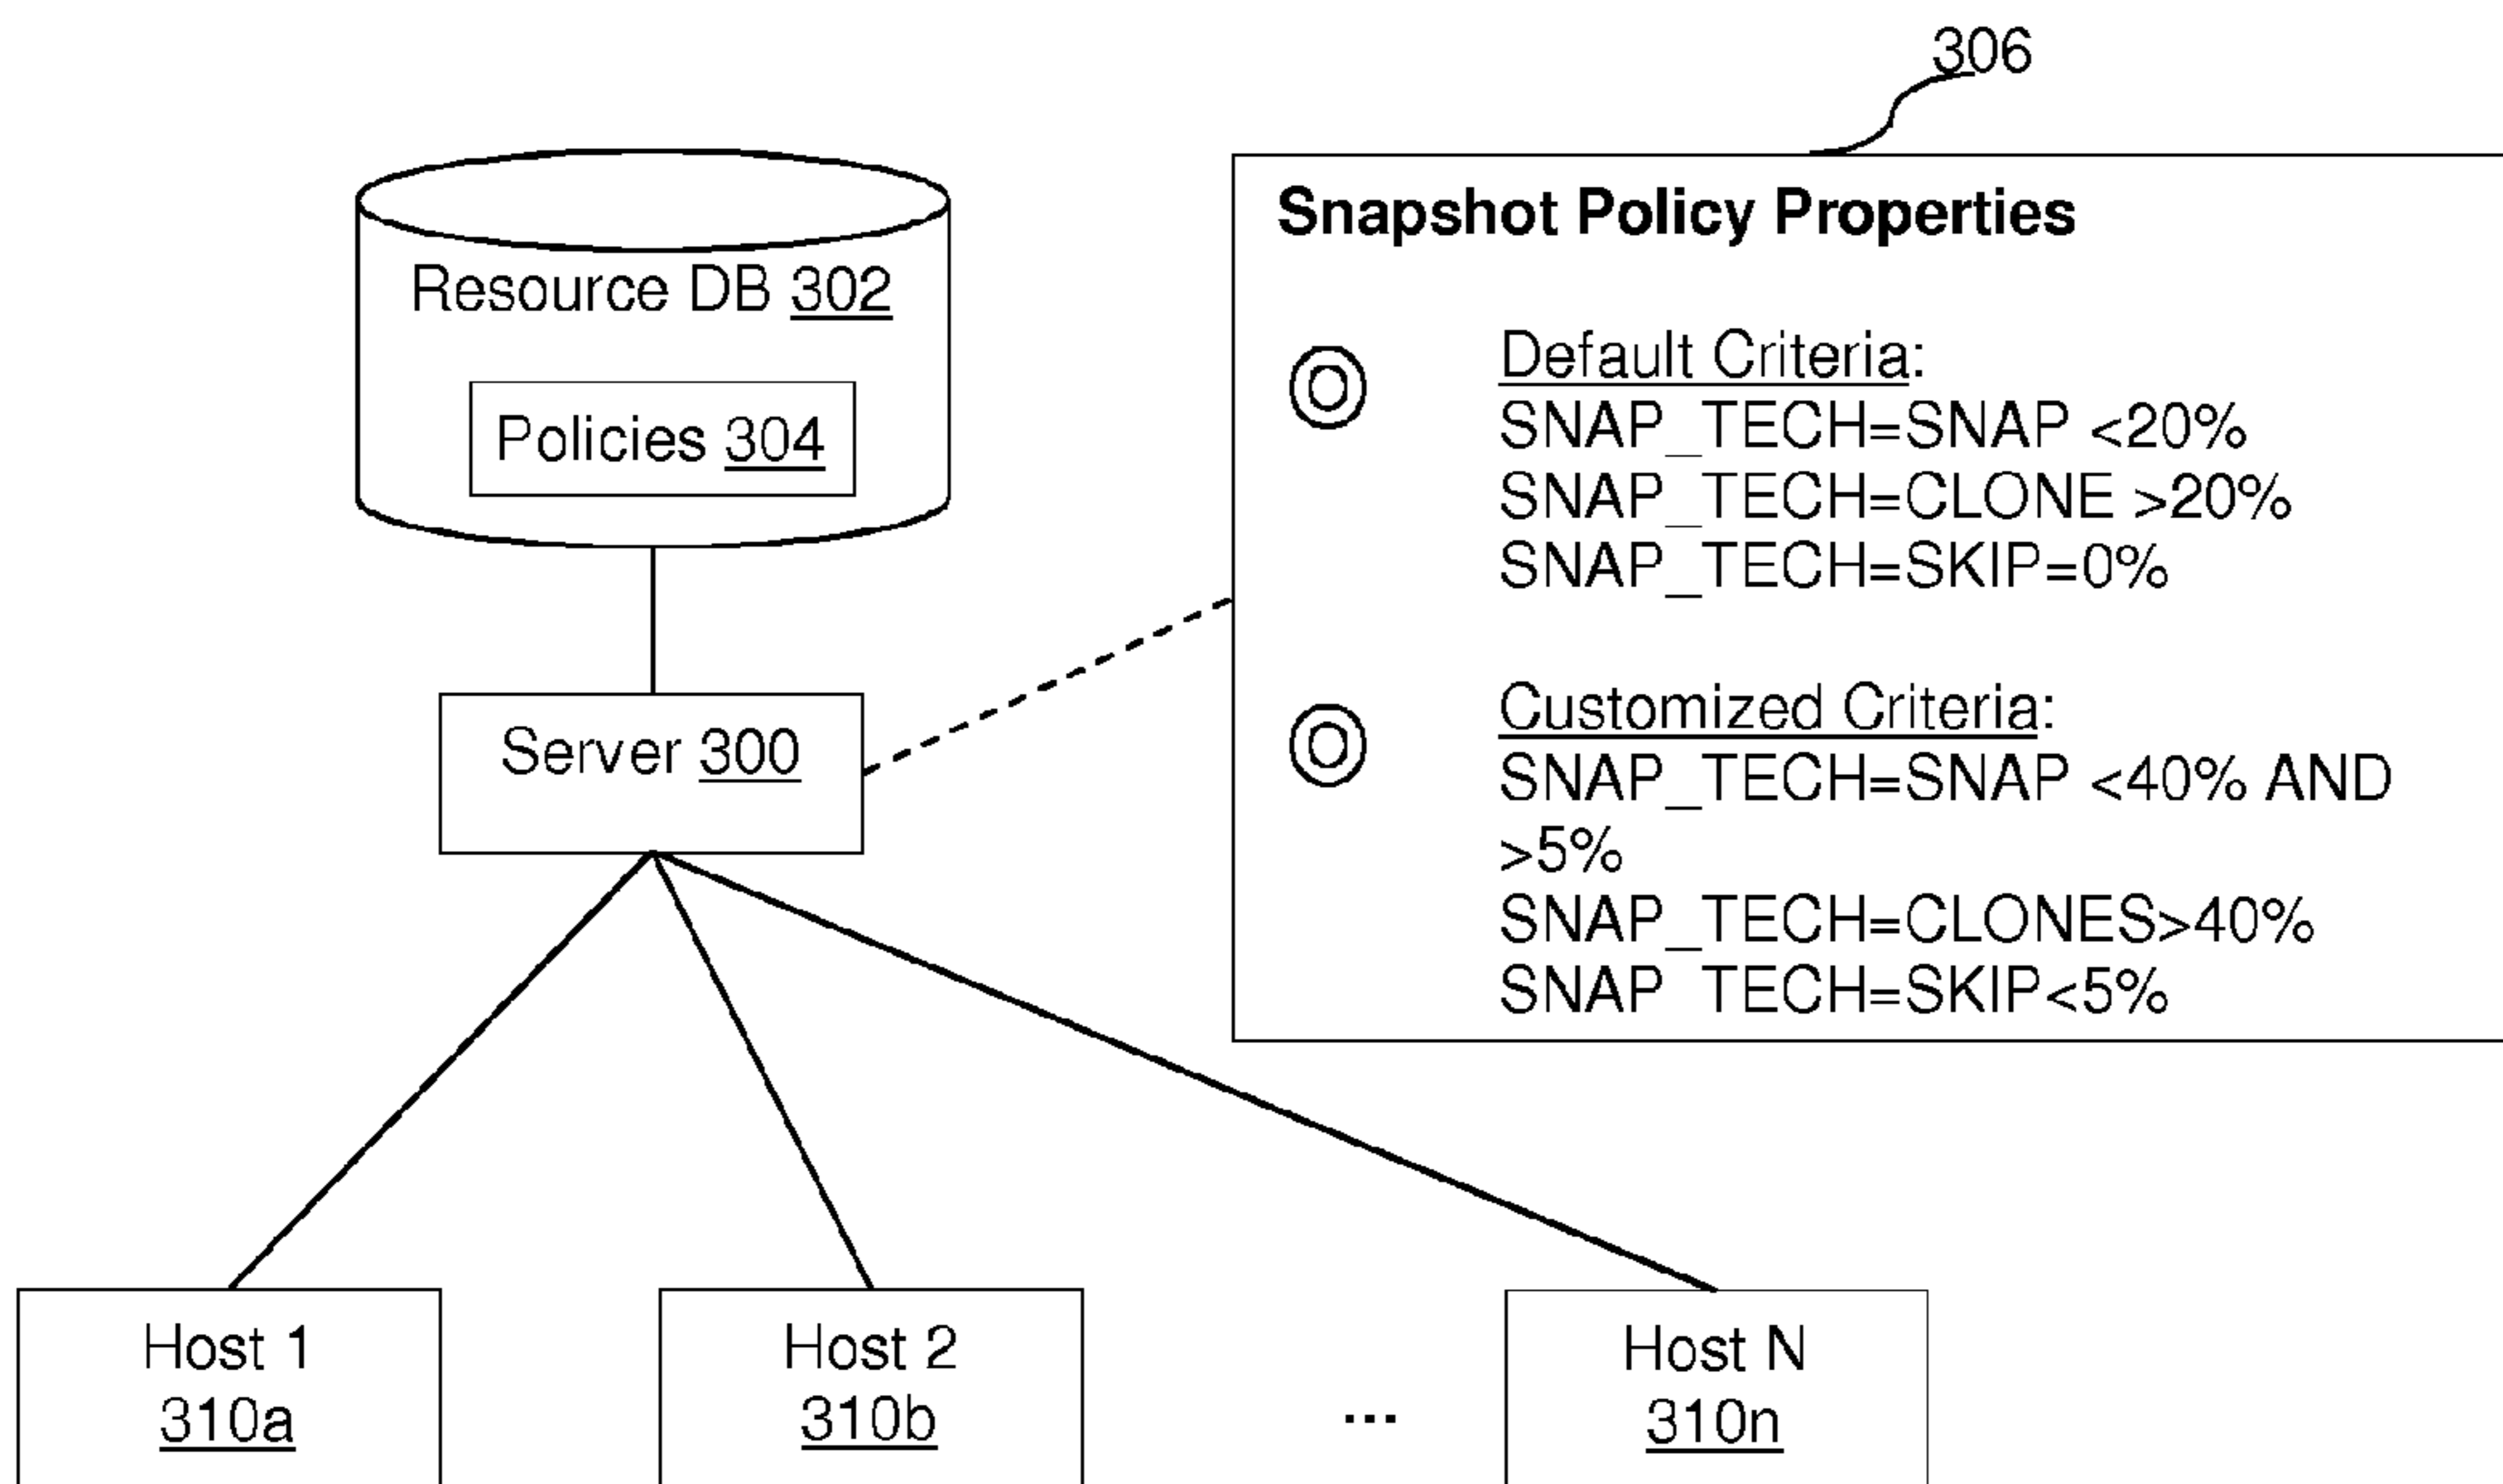 306
Resource DB 302
Policies 304
Server 300
Snapshot Policy Properties
Default Criteria:
SNAP_TECH=SNAP <20%
SNAP_TECH=CLONE >20%
SNAP_TECH=SKIP=0%
Customized Criteria:
SNAP_TECH=SNAP <40% AND
>5%
SNAP_TECH=CLONES>40%
SNAP_TECH=SKIP<5%
Host 1
310a
Host 2
310b
...
Host N
310n